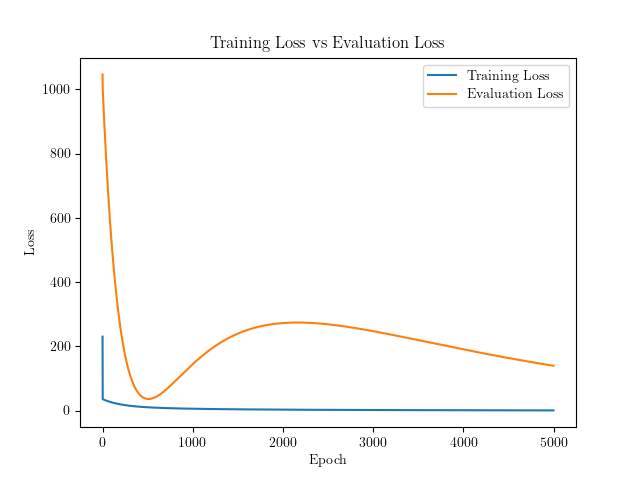 Training Loss vs Evaluation Loss
Training Loss
Evaluation Loss
1000
800
600
400
200
0
Loss
0 1000 2000 3000 4000 5000
Epoch